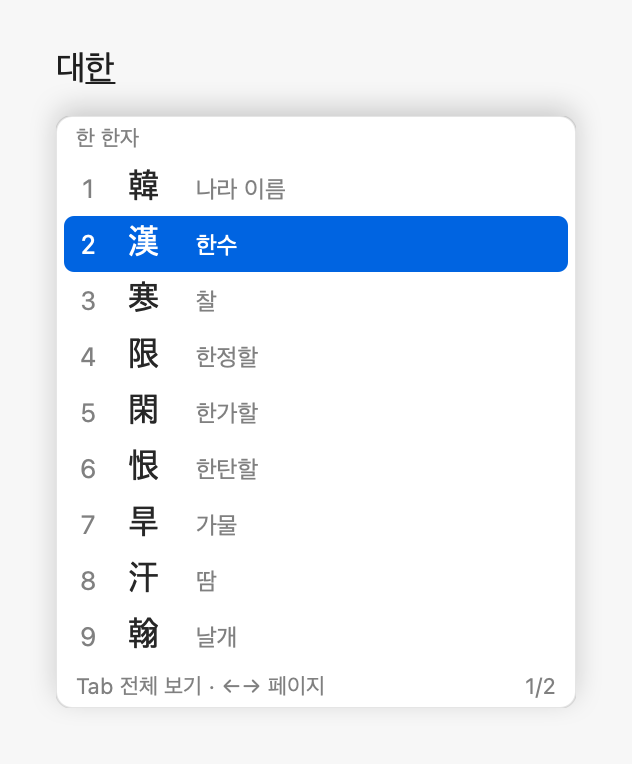 대한
한 한자
1 韓 나라 이름
2 漢 한수
3 寒 찰
4 限 한정할
5 閑 한가할
6 恨 한탄할
7 旱 가물
8 汗 땀
9 翰 날개
Tab 전체 보기 · ←→ 페이지 1/2